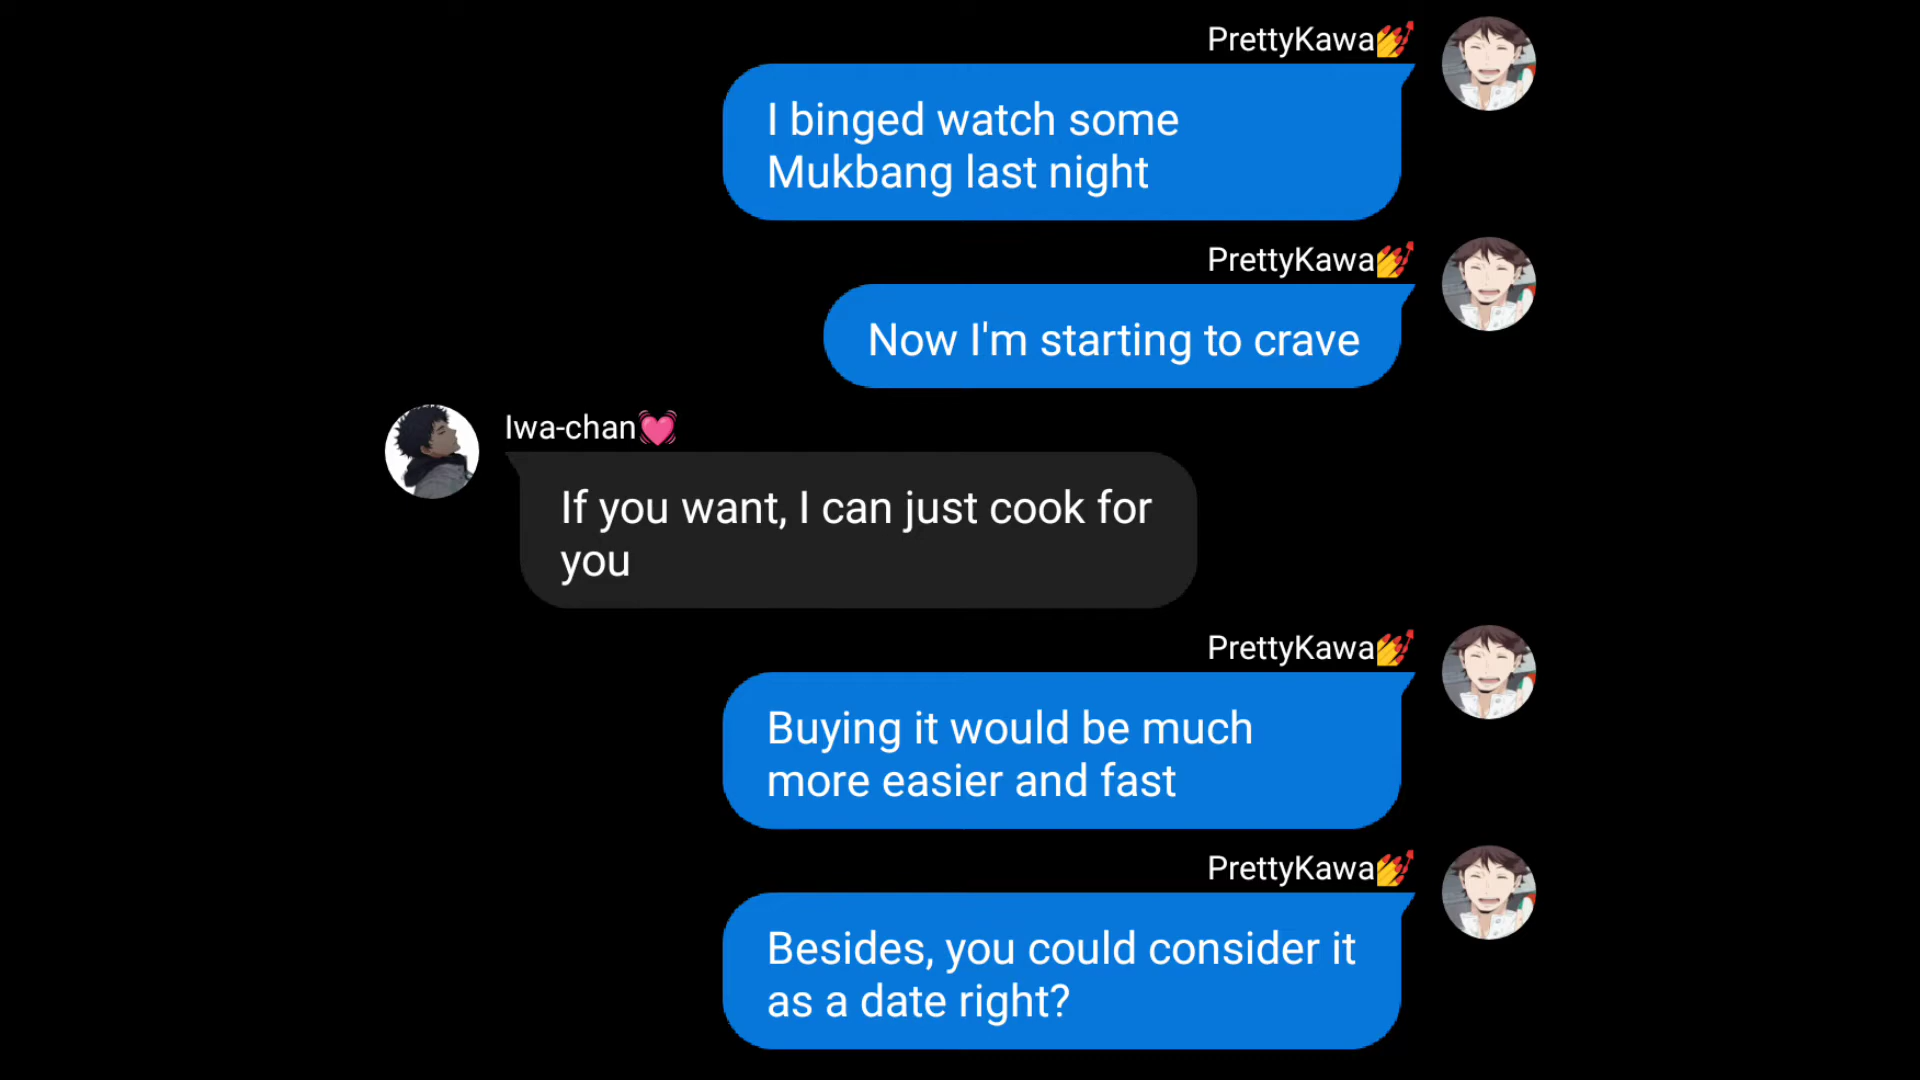 PrettyKawa💅
I binged watch some
Mukbang last night
PrettyKawa💅
Now I'm starting to crave
Iwa-chan💓
If you want, I can just cook for
you
PrettyKawa💅
Buying it would be much
more easier and fast
PrettyKawa💅
Besides, you could consider it
as a date right?